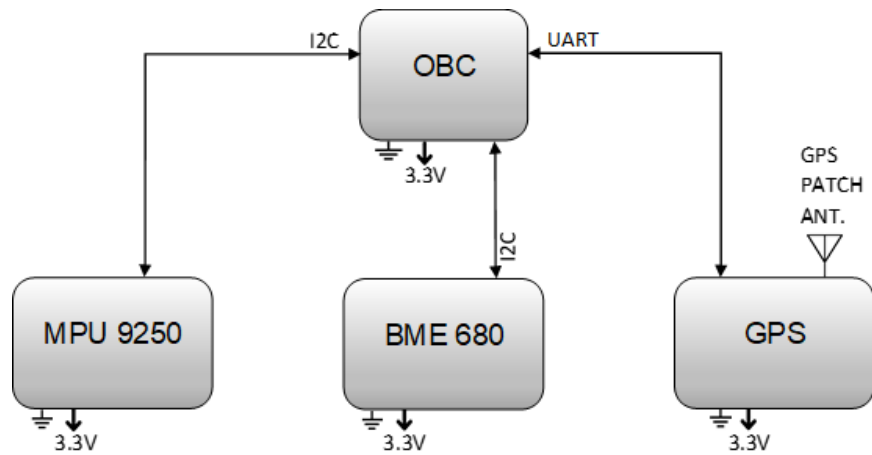 I2C
OBC
UART
3.3V
GPS
PATCH
ANT.
I2C
MPU 9250
BME 680
GPS
3.3V
3.3V
3.3V